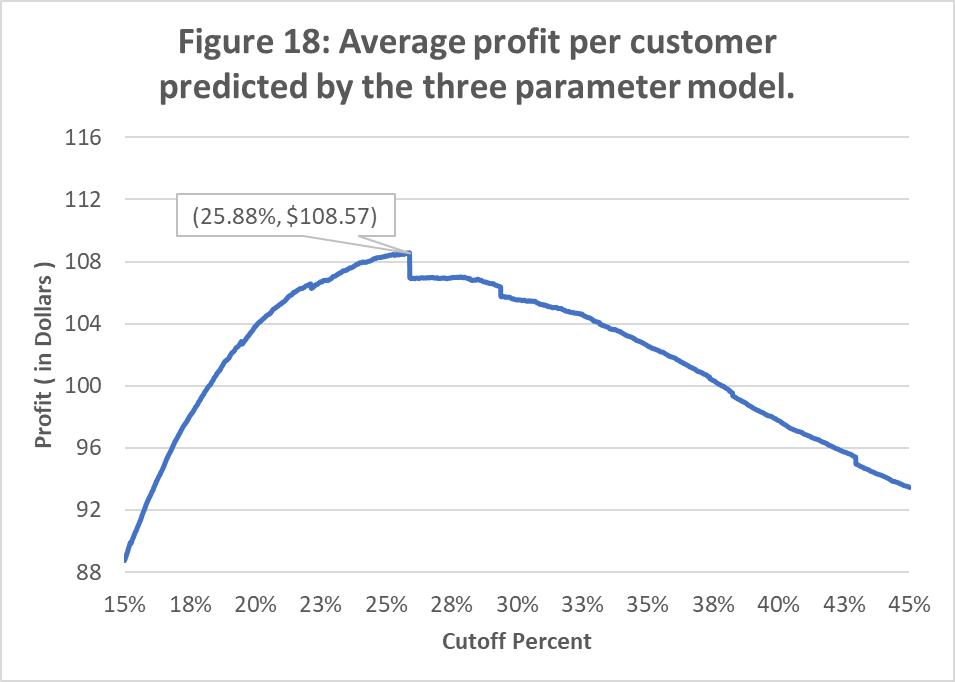 Figure 18: Average profit per customer
predicted by the three parameter model.
116
112
108
104
100
96
92
88
Profit ( in Dollars )
(25.88%, $108.57)
15% 18% 20% 23% 25% 28% 30% 33% 35% 38% 40% 43% 45%
Cutoff Percent